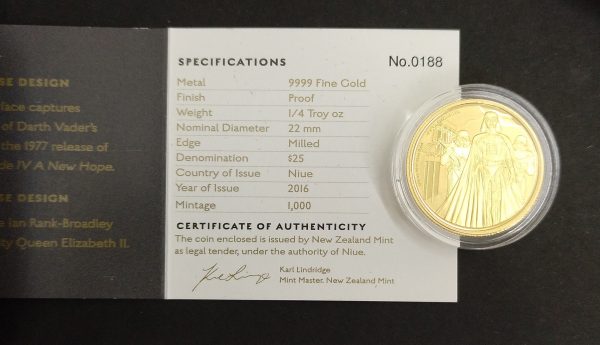 SE DESIGN
face captures
of Darth Vader's
the 1977 release of
de IV A New Hope.
SE DESIGN
e Ian Rank-Broadley
ty Queen Elizabeth II.
SPECIFICATIONS No.0188
Metal 9999 Fine Gold
Finish Proof
Weight 1/4 Troy oz
Nominal Diameter 22 mm
Edge Milled
Denomination $25
Country of Issue Niue
Year of Issue 2016
Mintage 1,000
CERTIFICATE OF AUTHENTICITY
The coin enclosed is issued by New Zealand Mint
as legal tender, under the authority of Niue.
Karl Lindridge
Mint Master, New Zealand Mint